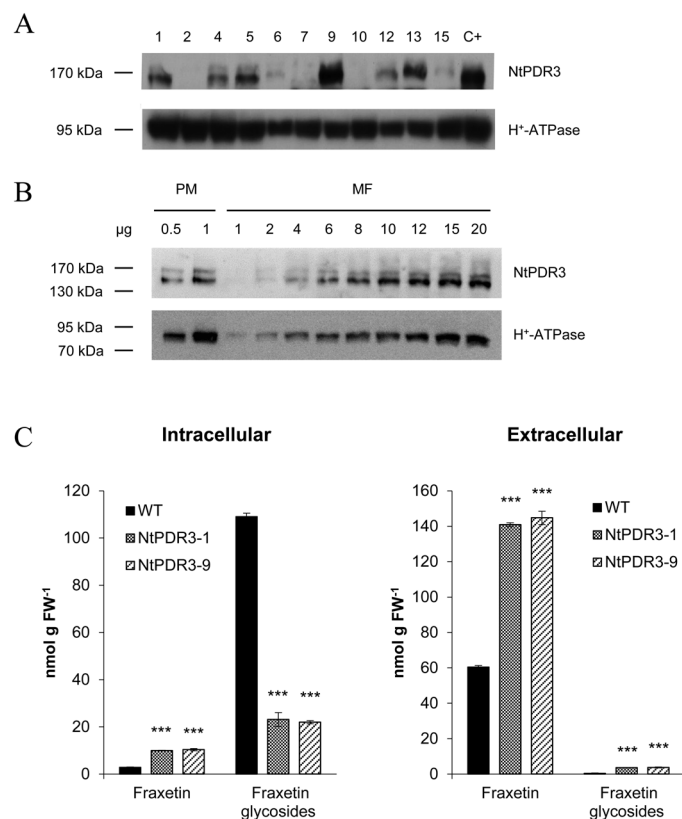 A
1 2 4 5 6 7 9 10 12 13 15 C+
170 kDa
NtPDR3
95 kDa
H⁺-ATPase
B
PM MF
µg 0.5 1 1 2 4 6 8 10 12 15 20
170 kDa
NtPDR3
130 kDa
95 kDa
H⁺-ATPase
70 kDa
C
Intracellular
nmol g FW⁻¹
120
100
80
60
40
20
0
WT
NtPDR3-1
NtPDR3-9
*** ***
*** ***
Fraxetin Fraxetin
glycosides
Extracellular
nmol g FW⁻¹
160
140
120
100
80
60
40
20
0
*** ***
WT
NtPDR3-1
NtPDR3-9
*** ***
Fraxetin Fraxetin
glycosides